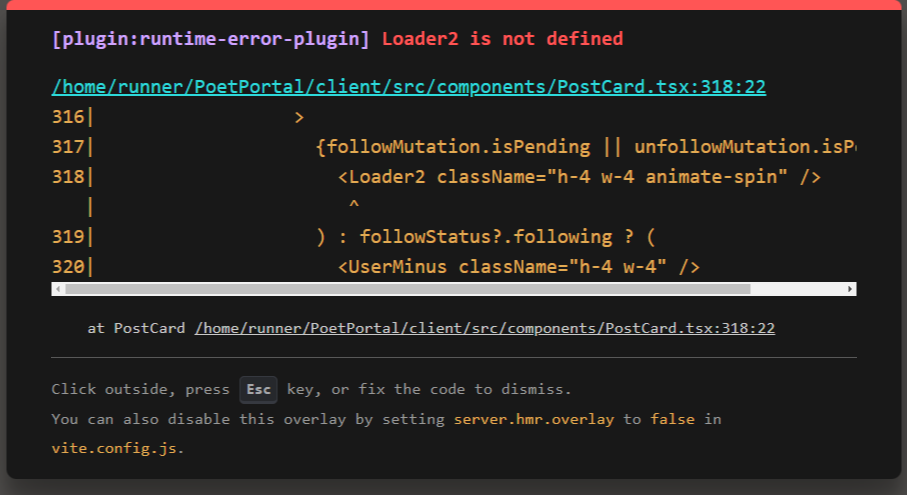 [plugin:runtime-error-plugin] Loader2 is not defined
/home/runner/PoetPortal/client/src/components/PostCard.tsx:318:22
316| >
317| {followMutation.isPending || unfollowMutation.isP
318| <Loader2 className="h-4 w-4 animate-spin" />
| ^
319| ) : followStatus?.following ? (
320| <UserMinus className="h-4 w-4" />
at PostCard /home/runner/PoetPortal/client/src/components/PostCard.tsx:318:22
Click outside, press Esc key, or fix the code to dismiss.
You can also disable this overlay by setting server.hmr.overlay to false in
vite.config.js.